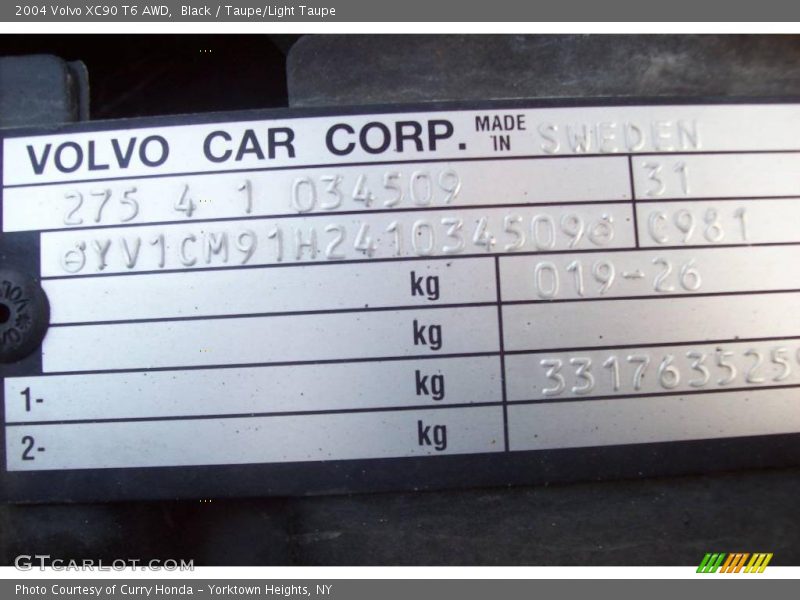 2004 Volvo XC90 T6 AWD, Black / Taupe/Light Taupe
VOLVO CAR CORP. MADE IN SWEDEN
275 4 1 034509 31
YV1CM91H241034509 C981
kg 019-26
kg
1- kg 331763525
2- kg
GTCARLOT.COM
Photo Courtesy of Curry Honda - Yorktown Heights, NY